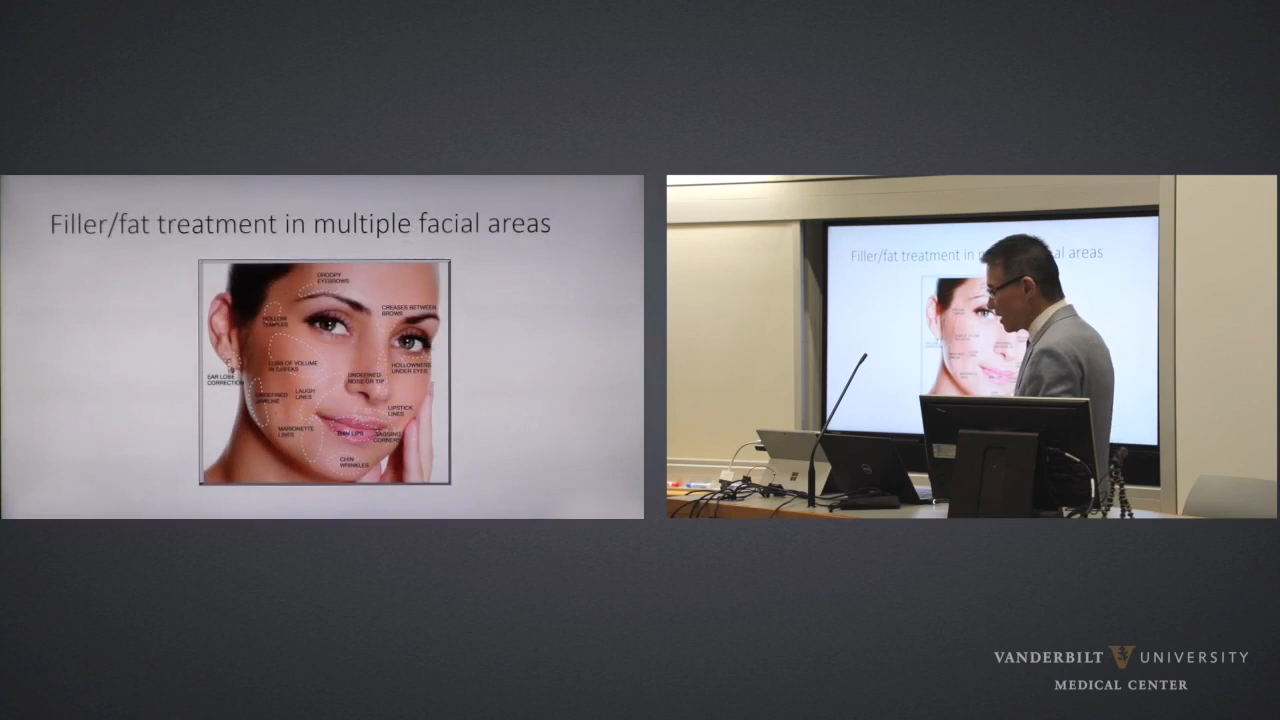 Filler/fat treatment in multiple facial areas
DROOPY
EYEBROWS
CREASES BETWEEN
BROWS
HOLLOW
TEMPLES
LOSS OF VOLUME
IN CHEEKS
HOLLOWNESS
UNDER EYES
UNDEFINED
NOSE OR TIP
EAR LOBE
CORRECTION
UNDEFINED
JAWLINE
LAUGH
LINES
LIPSTICK
LINES
MARIONETTE
LINES
THIN LIPS
SAGGING
CORNERS
CHIN
WRINKLES
Filler/fat treatment in
al areas
DELL
VANDERBILT UNIVERSITY
MEDICAL CENTER